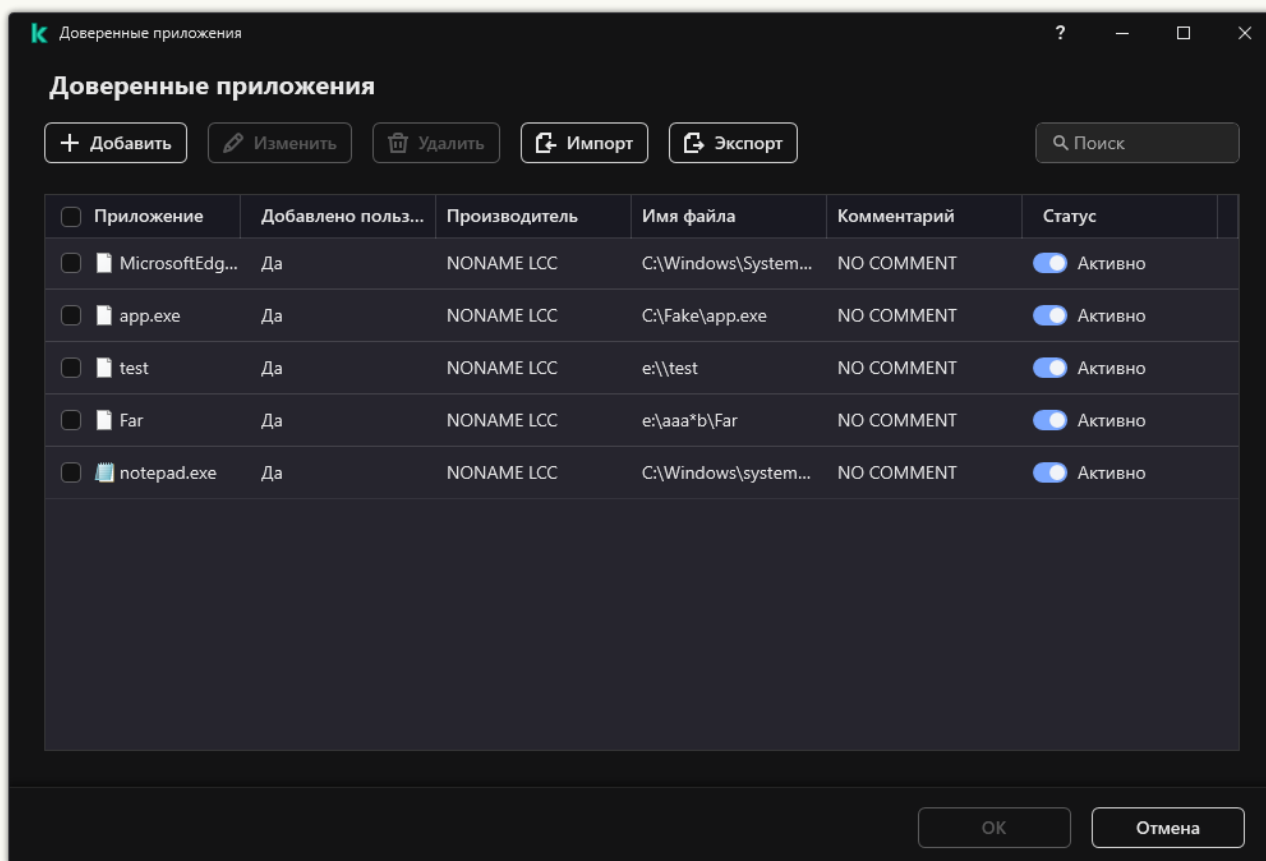 Доверенные приложения ?
Доверенные приложения
Добавить Изменить Удалить Импорт Экспорт Поиск
Приложение Добавлено польз... Производитель Имя файла Комментарий Статус
MicrosoftEdg... Да NONAME LCC C:\Windows\System... NO COMMENT Активно
app.exe Да NONAME LCC C:\Fake\app.exe NO COMMENT Активно
test Да NONAME LCC e:\\test NO COMMENT Активно
Far Да NONAME LCC e:\aaa*b\Far NO COMMENT Активно
notepad.exe Да NONAME LCC C:\Windows\system... NO COMMENT Активно
ОК Отмена